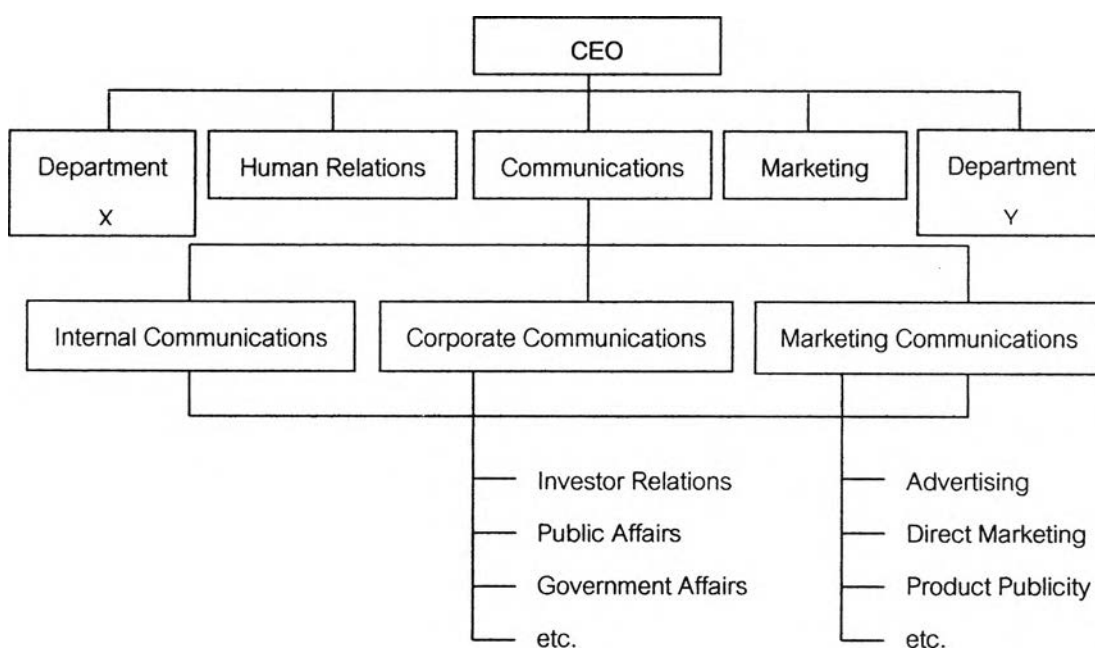 CEO
Department
X
Human Relations
Communications
Marketing
Department
Y
Internal Communications
Corporate Communications
Marketing Communications
Investor Relations
Public Affairs
Government Affairs
etc.
Advertising
Direct Marketing
Product Publicity
etc.